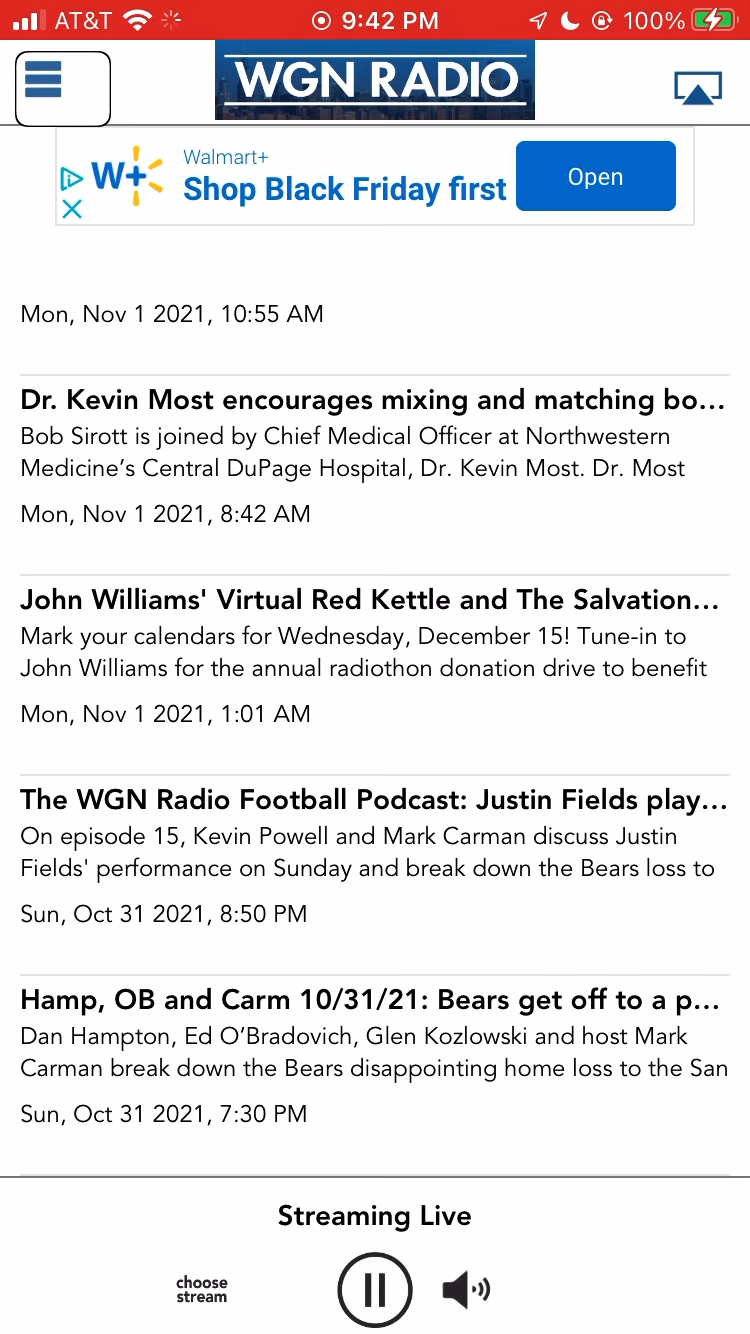 AT&T 9:42 PM 100%
WGN RADIO
Walmart+
W+ Shop Black Friday first Open
Mon, Nov 1 2021, 10:55 AM
Dr. Kevin Most encourages mixing and matching bo...
Bob Sirott is joined by Chief Medical Officer at Northwestern
Medicine’s Central DuPage Hospital, Dr. Kevin Most. Dr. Most
Mon, Nov 1 2021, 8:42 AM
John Williams' Virtual Red Kettle and The Salvation...
Mark your calendars for Wednesday, December 15! Tune-in to
John Williams for the annual radiothon donation drive to benefit
Mon, Nov 1 2021, 1:01 AM
The WGN Radio Football Podcast: Justin Fields play...
On episode 15, Kevin Powell and Mark Carman discuss Justin
Fields' performance on Sunday and break down the Bears loss to
Sun, Oct 31 2021, 8:50 PM
Hamp, OB and Carm 10/31/21: Bears get off to a p...
Dan Hampton, Ed O’Bradovich, Glen Kozlowski and host Mark
Carman break down the Bears disappointing home loss to the San
Sun, Oct 31 2021, 7:30 PM
Streaming Live
choose
stream